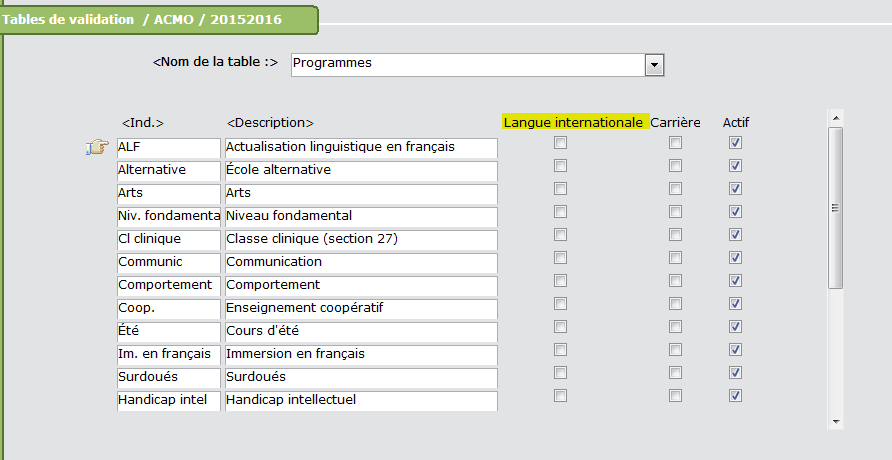 Tables de validation / ACMO / 20152016
<Nom de la table :> Programmes
<Ind.> <Description> Langue internationale Carrière Actif
ALF Actualisation linguistique en français
Alternative École alternative
Arts Arts
Niv. fondamenta Niveau fondamental
Cl clinique Classe clinique (section 27)
Communic Communication
Comportement Comportement
Coop. Enseignement coopératif
Été Cours d'été
Im. en français Immersion en français
Surdoués Surdoués
Handicap intel Handicap intellectuel